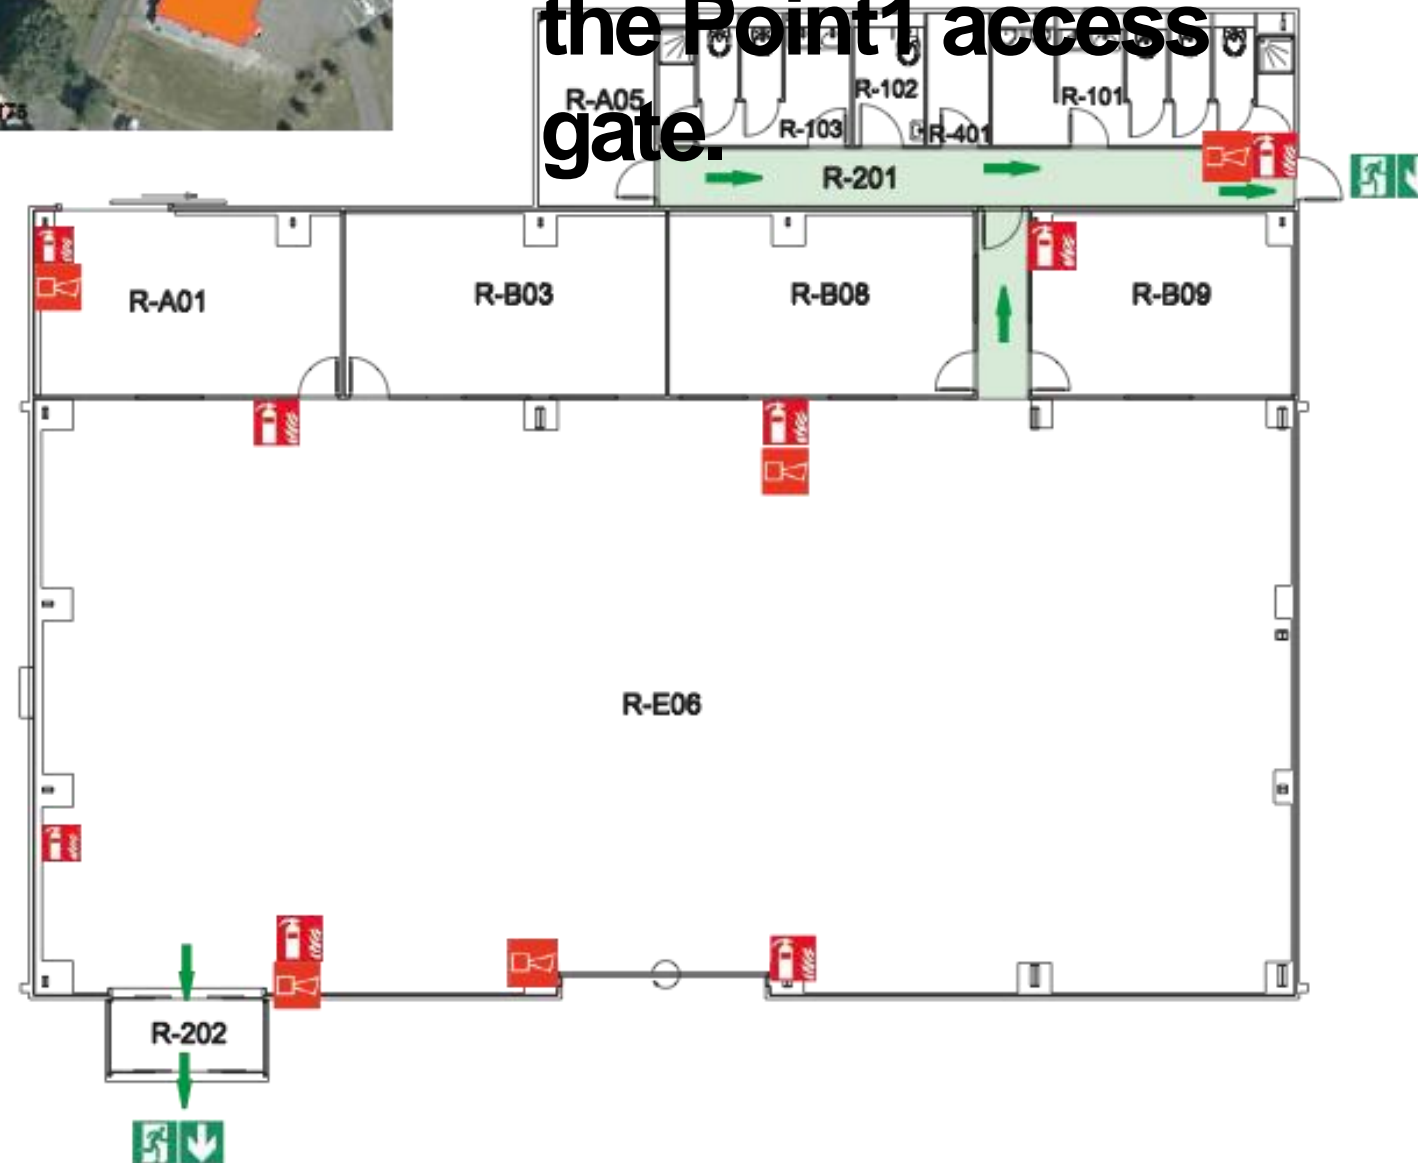 the Point1 access
gate.
R-A05
R-103
R-102
R-401
R-101
R-201
R-A01
R-B03
R-B08
R-B09
R-E06
R-202